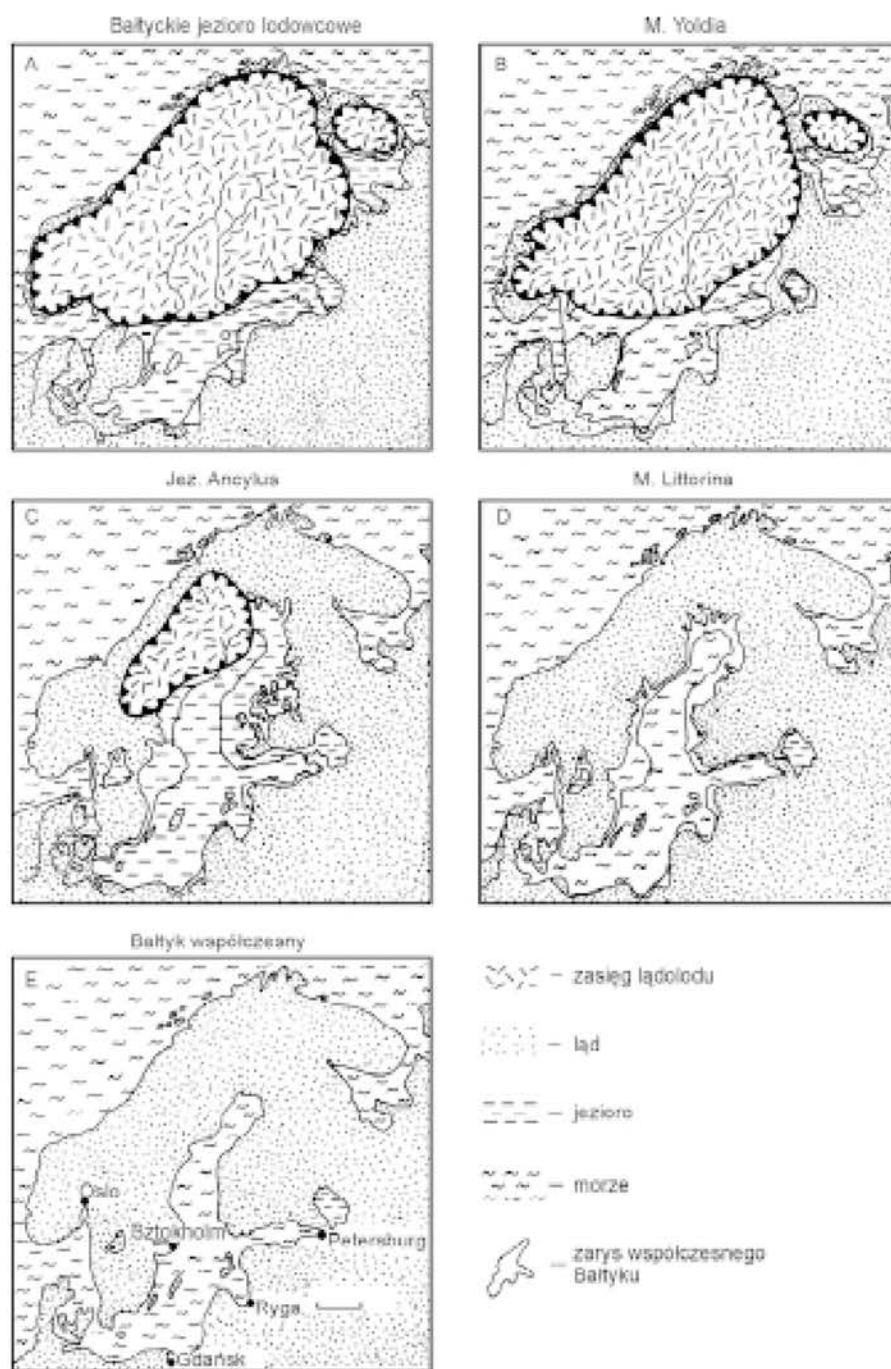 Bałtyckie jezioro lodowcowe
M. Yoldia
A
B
Jez. Ancylus
M. Littorina
C
D
Bałtyk współczesny
E
Oslo
Sztokholm
Petersburg
Ryga
Gdańsk
– zasięg lądolodu
– ląd
– jezioro
– morze
– zarys współczesnego
Bałtyku